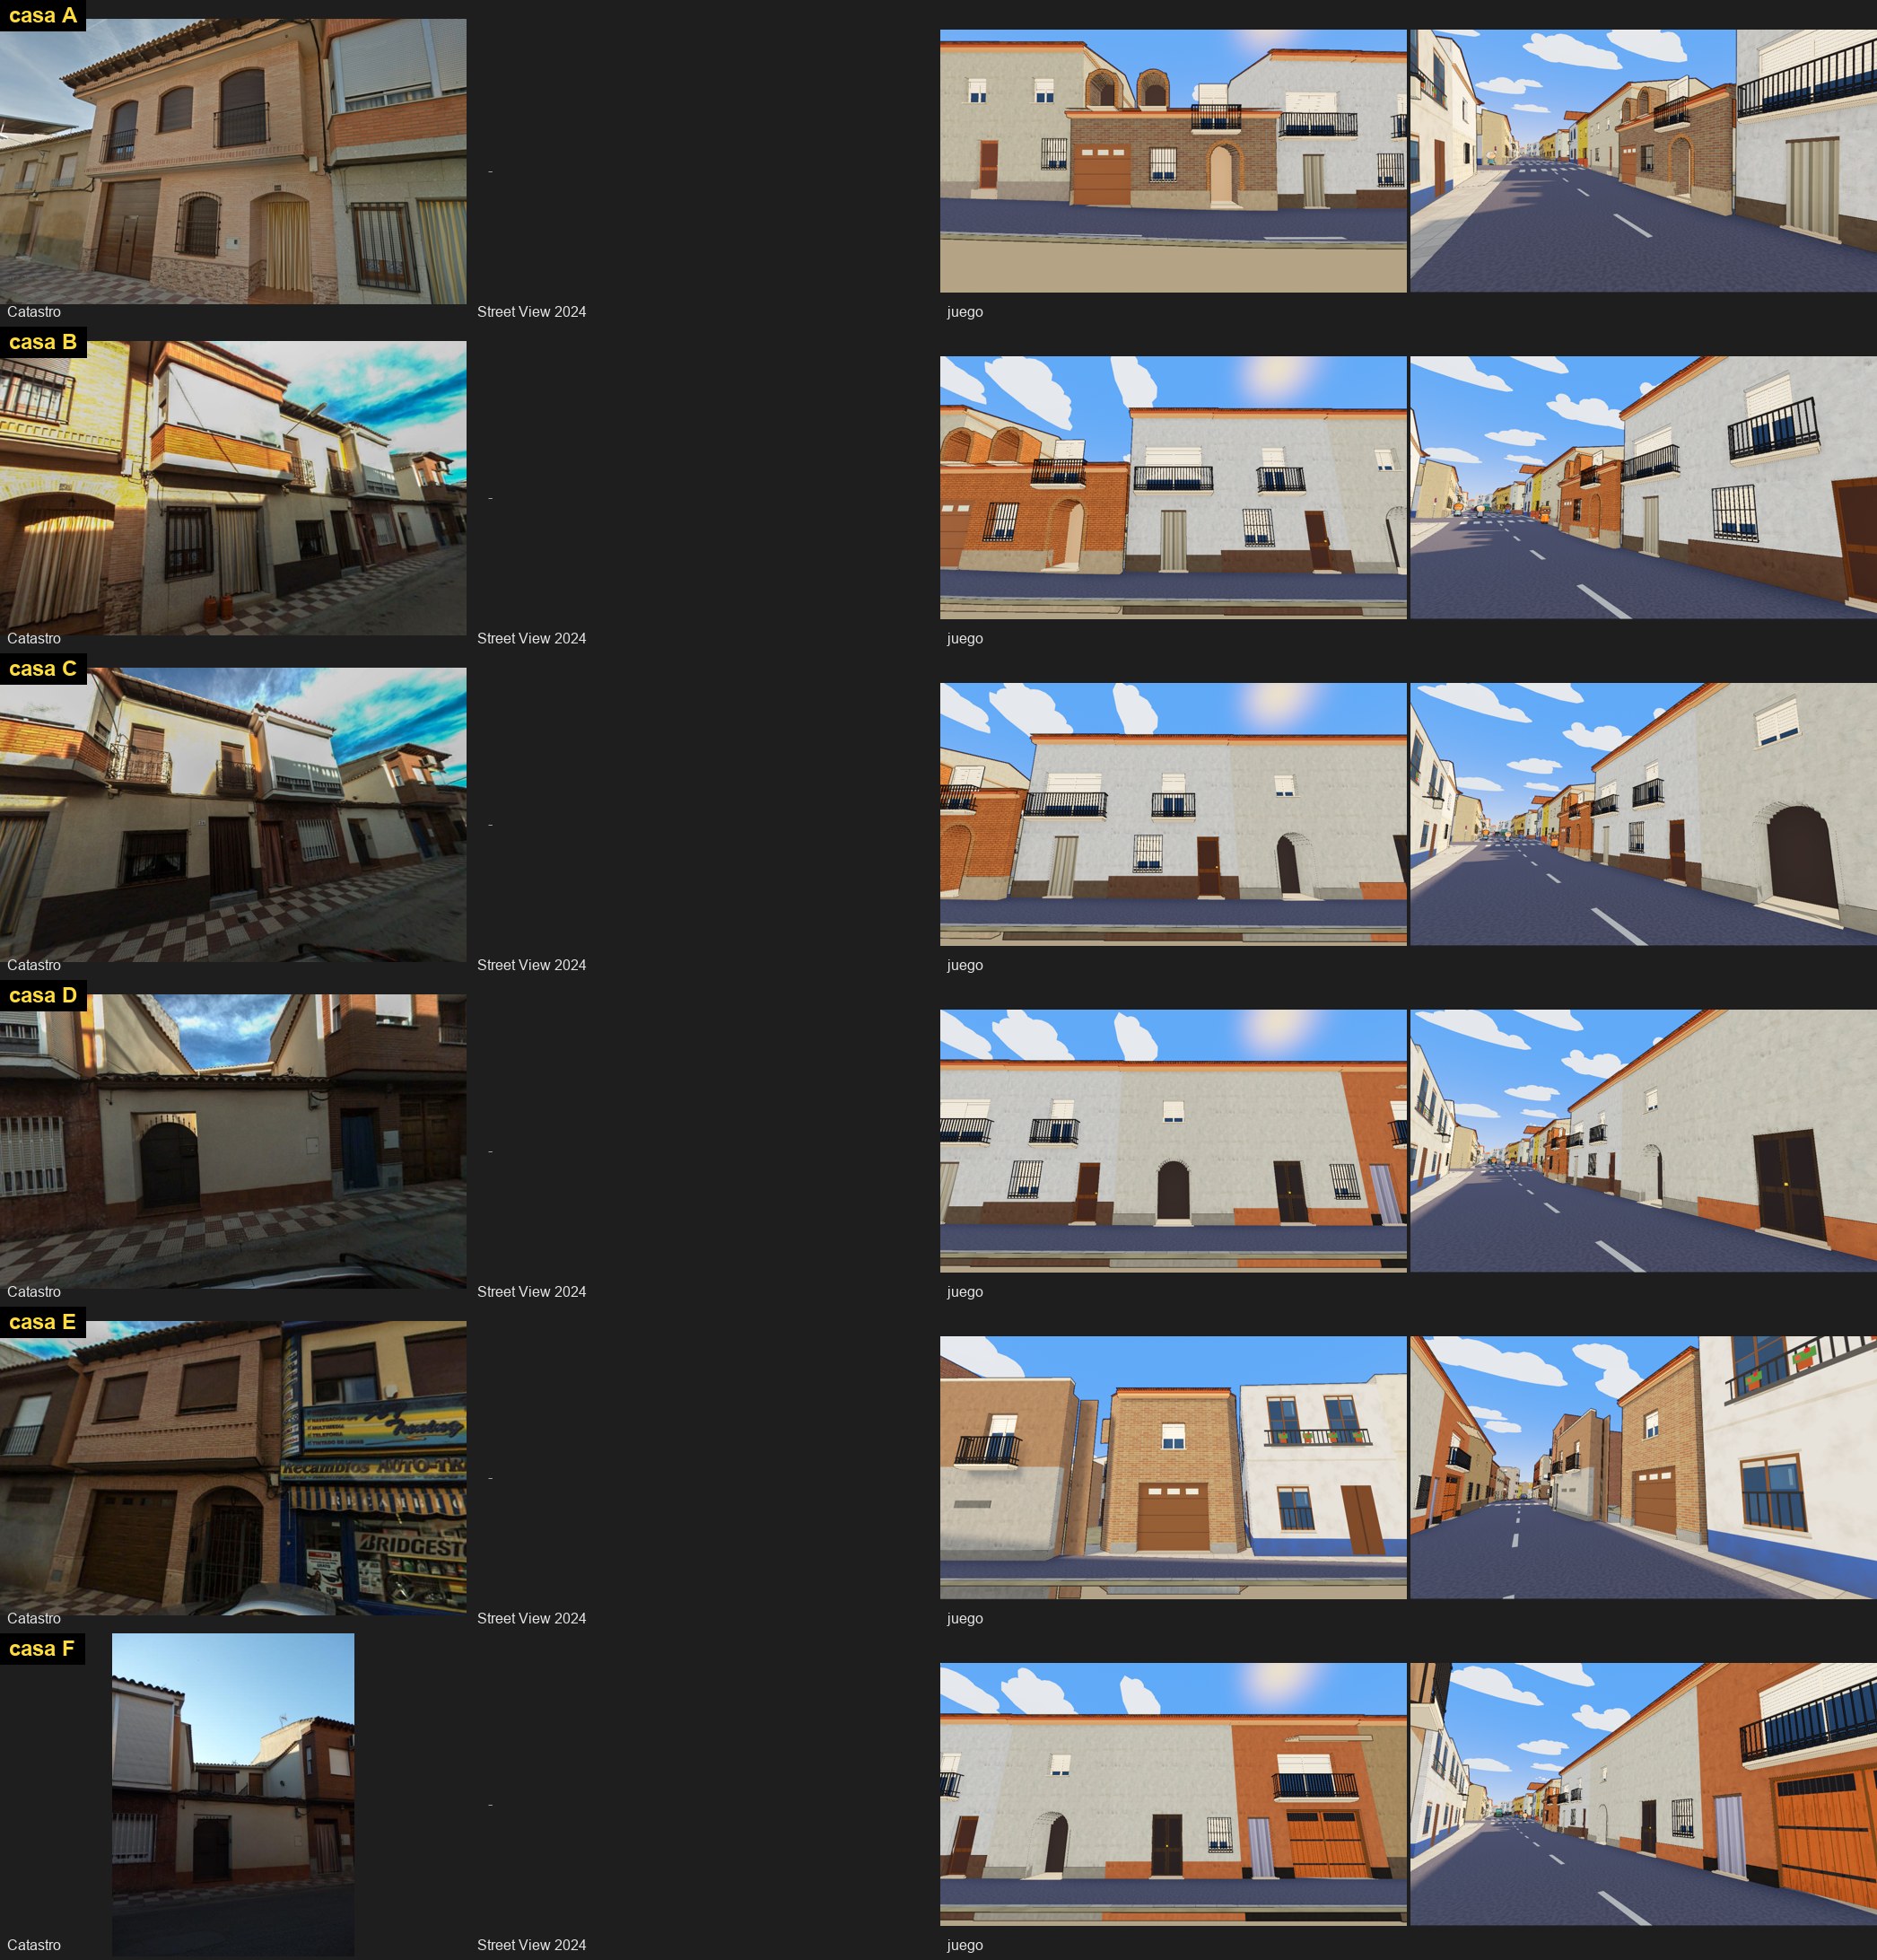 casa A
-
Catastro
Street View 2024
juego
casa B
-
Catastro
Street View 2024
juego
casa C
-
Catastro
Street View 2024
juego
casa D
-
Catastro
Street View 2024
juego
casa E
Recambios AUTO-TR
BRIDGEST
-
Catastro
Street View 2024
juego
casa F
-
Catastro
Street View 2024
juego